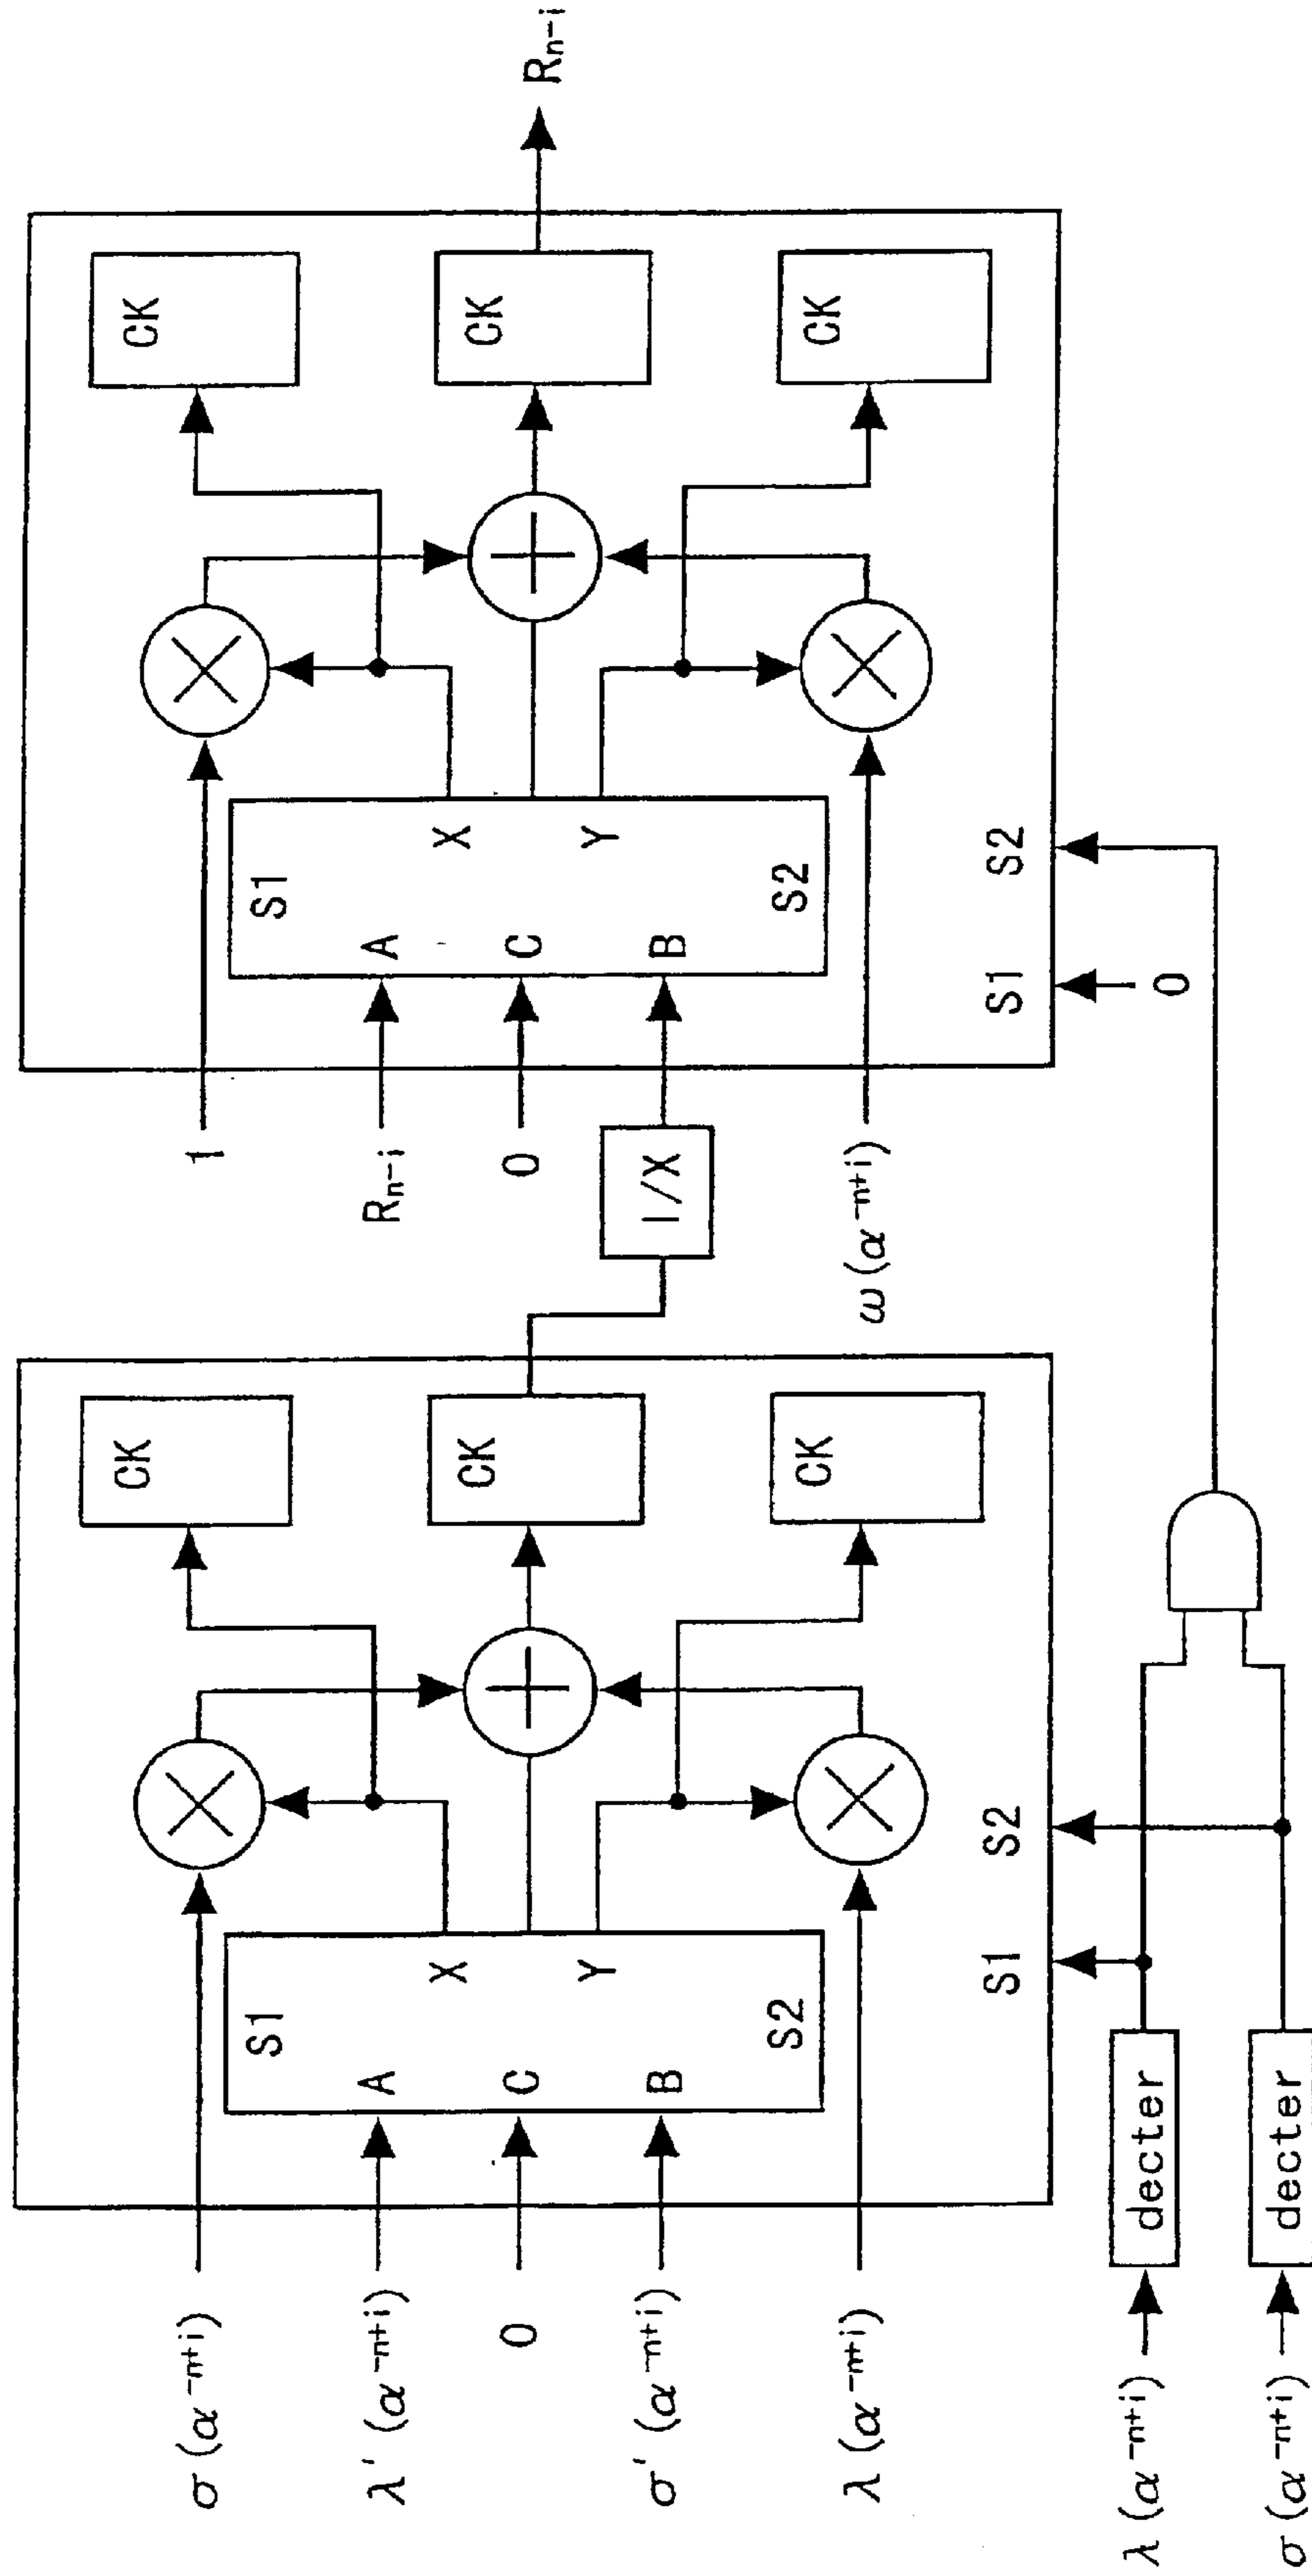 σ (α⁻ⁿ⁺ⁱ)
λ' (α⁻ⁿ⁺ⁱ)
0
σ' (α⁻ⁿ⁺ⁱ)
λ (α⁻ⁿ⁺ⁱ)
S1
A
X
C
Y
B
S2
CK
CK
CK
S1
S2
λ (α⁻ⁿ⁺ⁱ)
decter
σ (α⁻ⁿ⁺ⁱ)
decter
1
Rₙ₋ᵢ
0
I/X
ω (α⁻ⁿ⁺ⁱ)
S1
A
X
C
Y
B
S2
CK
CK
CK
S1
S2
0
Rₙ₋ᵢ